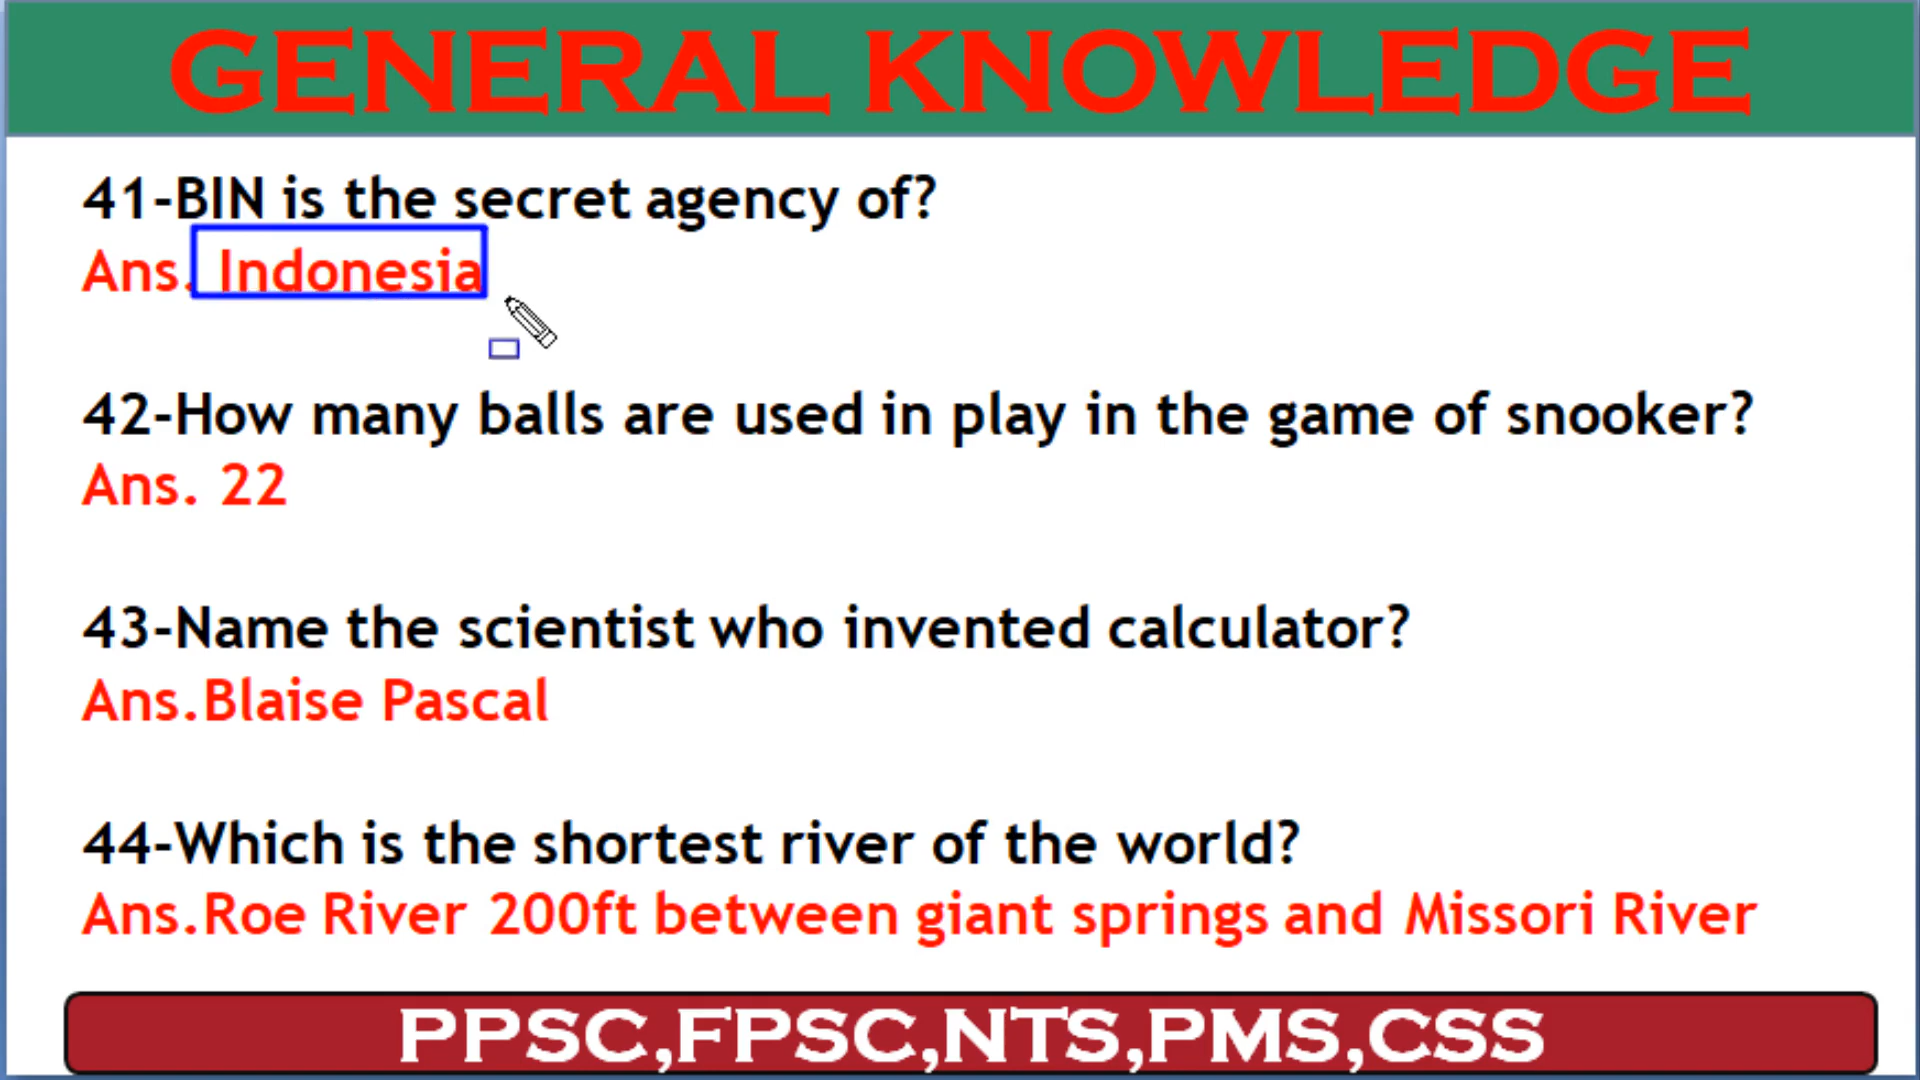 GENERAL KNOWLEDGE
41-BIN is the secret agency of?
Ans. Indonesia
42-How many balls are used in play in the game of snooker?
Ans. 22
43-Name the scientist who invented calculator?
Ans.Blaise Pascal
44-Which is the shortest river of the world?
Ans.Roe River 200ft between giant springs and Missori River
PPSC,FPSC,NTS,PMS,CSS